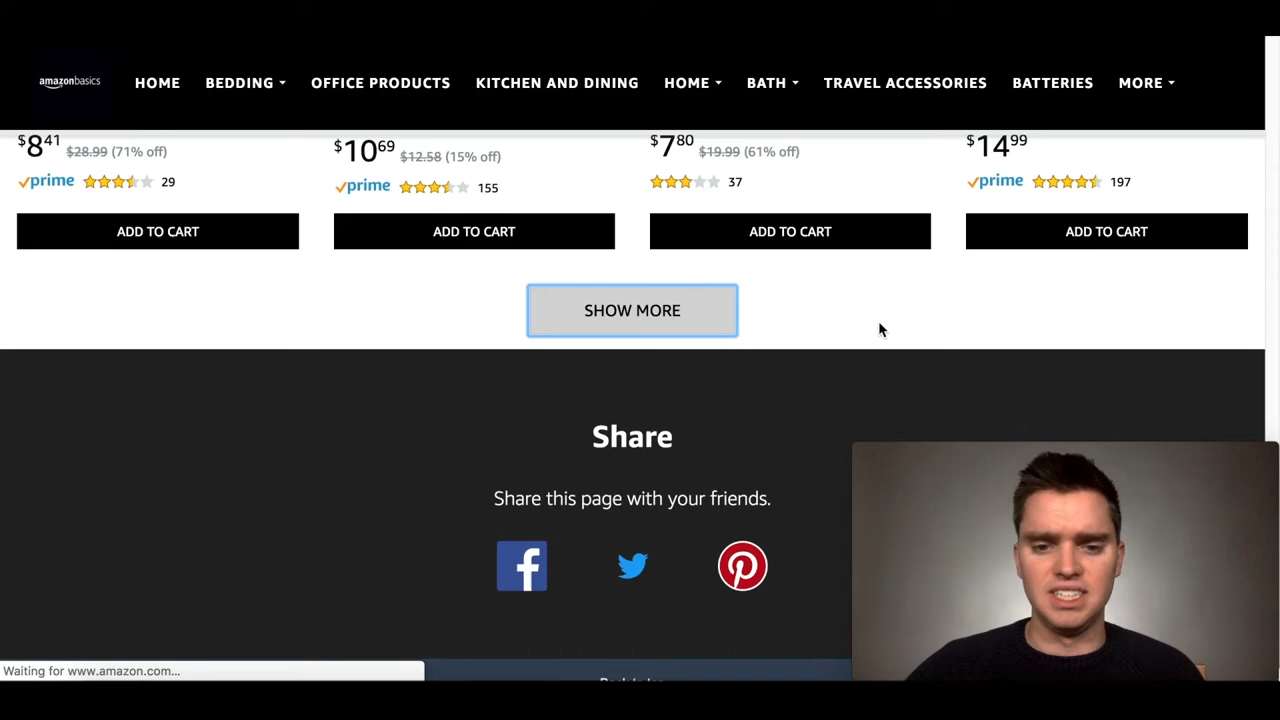 amazonbasics HOME BEDDING OFFICE PRODUCTS KITCHEN AND DINING HOME BATH TRAVEL ACCESSORIES BATTERIES MORE
$8.41 $28.99 (71% off) $10.69 $12.58 (15% off) $7.80 $19.99 (61% off) $14.99
prime 29 prime 155 37 prime 197
ADD TO CART ADD TO CART ADD TO CART ADD TO CART
SHOW MORE
Share
Share this page with your friends.
Waiting for www.amazon.com...